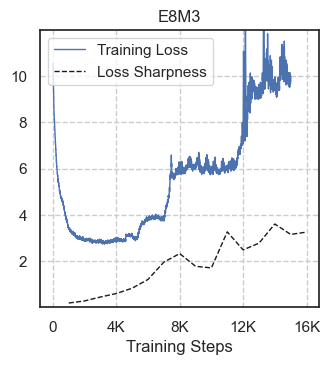 E8M3
Training Loss
Loss Sharpness
10
8
6
4
2
0
4K
8K
12K
16K
Training Steps